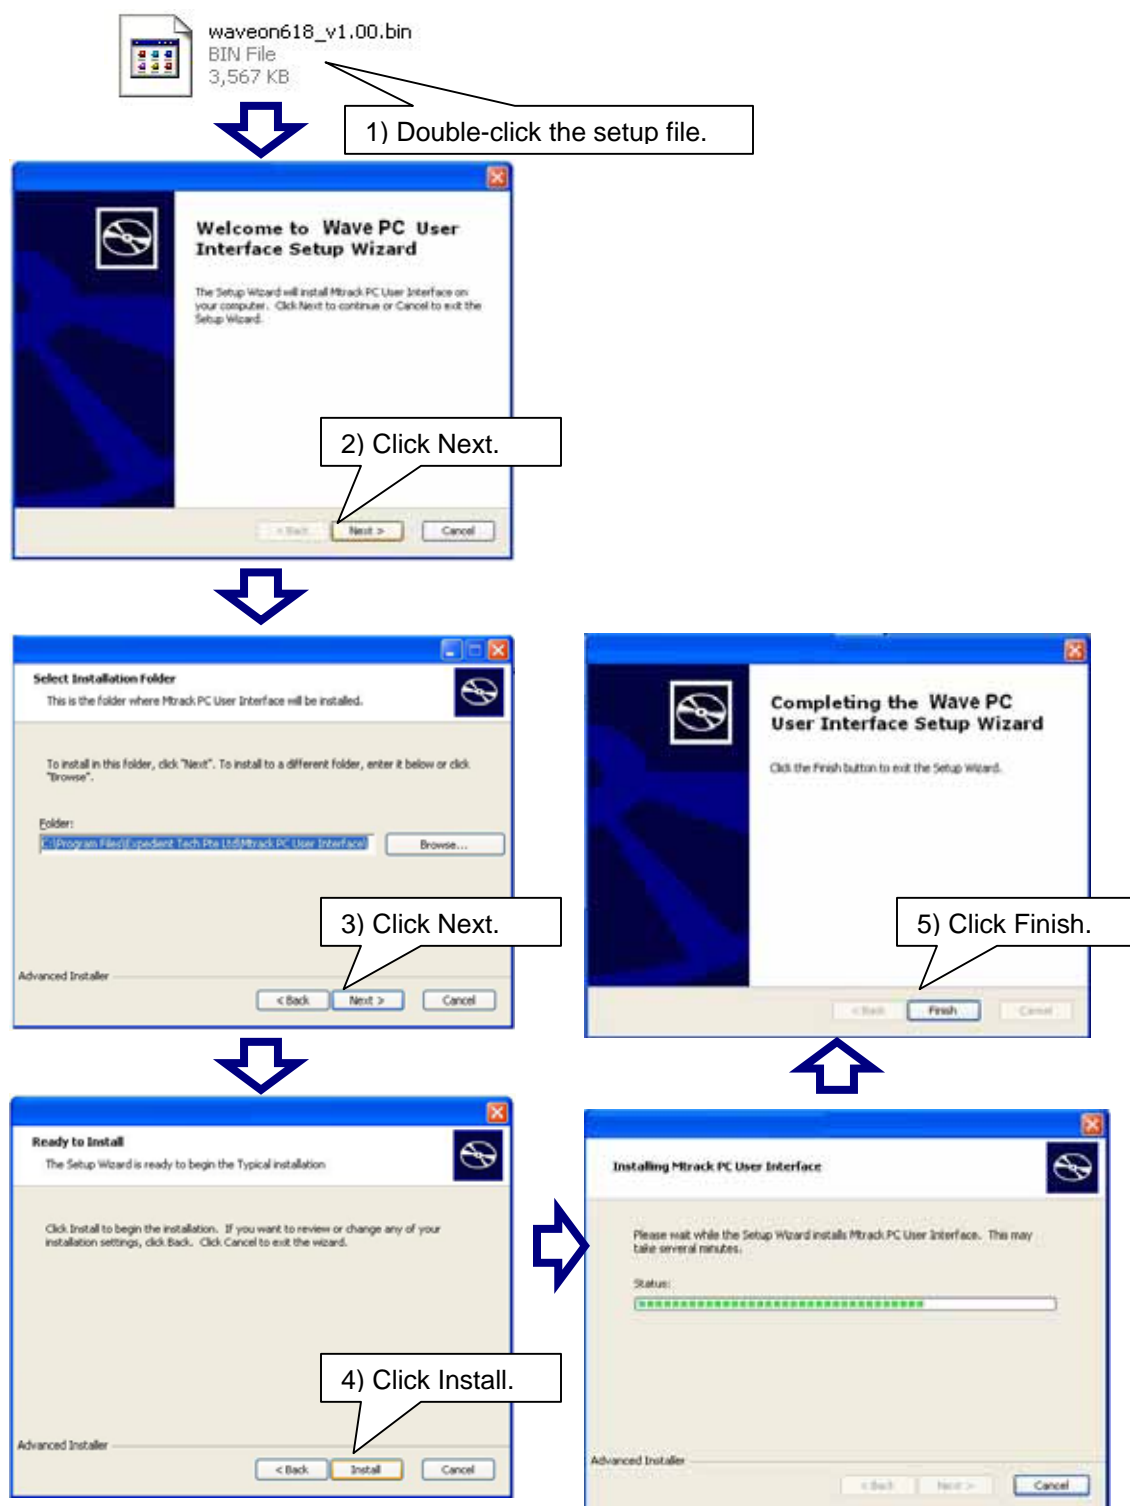 waveon618_v1.00.bin
BIN File
3,567 KB
1) Double-click the setup file.
Welcome to Wave PC User
Interface Setup Wizard
The Setup Wizard will install Mtrack PC User Interface on
your computer. Click Next to continue or Cancel to exit the
Setup Wizard.
2) Click Next.
< Back
Next >
Cancel
Select Installation Folder
This is the folder where Mtrack PC User Interface will be installed.
To install in this folder, click "Next". To install to a different folder, enter it below or click
"Browse".
Folder:
C:\Program Files\Expedient Tech Pte Ltd\Mtrack PC User Interface\
Browse...
3) Click Next.
Advanced Installer
< Back
Next >
Cancel
Ready to Install
The Setup Wizard is ready to begin the Typical installation
Click Install to begin the installation. If you want to review or change any of your
installation settings, click Back. Click Cancel to exit the wizard.
4) Click Install.
Advanced Installer
< Back
Install
Cancel
Installing Mtrack PC User Interface
Please wait while the Setup Wizard installs Mtrack PC User Interface. This may
take several minutes.
Status:
Advanced Installer
< Back
Next >
Cancel
Completing the Wave PC
User Interface Setup Wizard
Click the Finish button to exit the Setup Wizard.
5) Click Finish.
< Back
Finish
Cancel